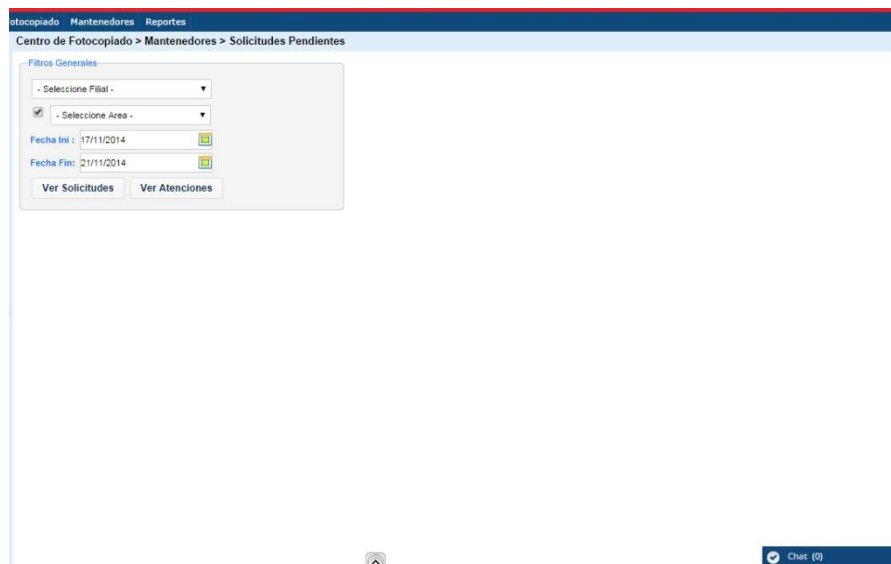 otocopiado Mantenedores Reportes
Centro de Fotocopiado > Mantenedores > Solicitudes Pendientes
Filtros Generales
- Seleccione Filial -
- Seleccione Area -
Fecha Ini : 17/11/2014
Fecha Fin: 21/11/2014
Ver Solicitudes Ver Atenciones
Chat (0)